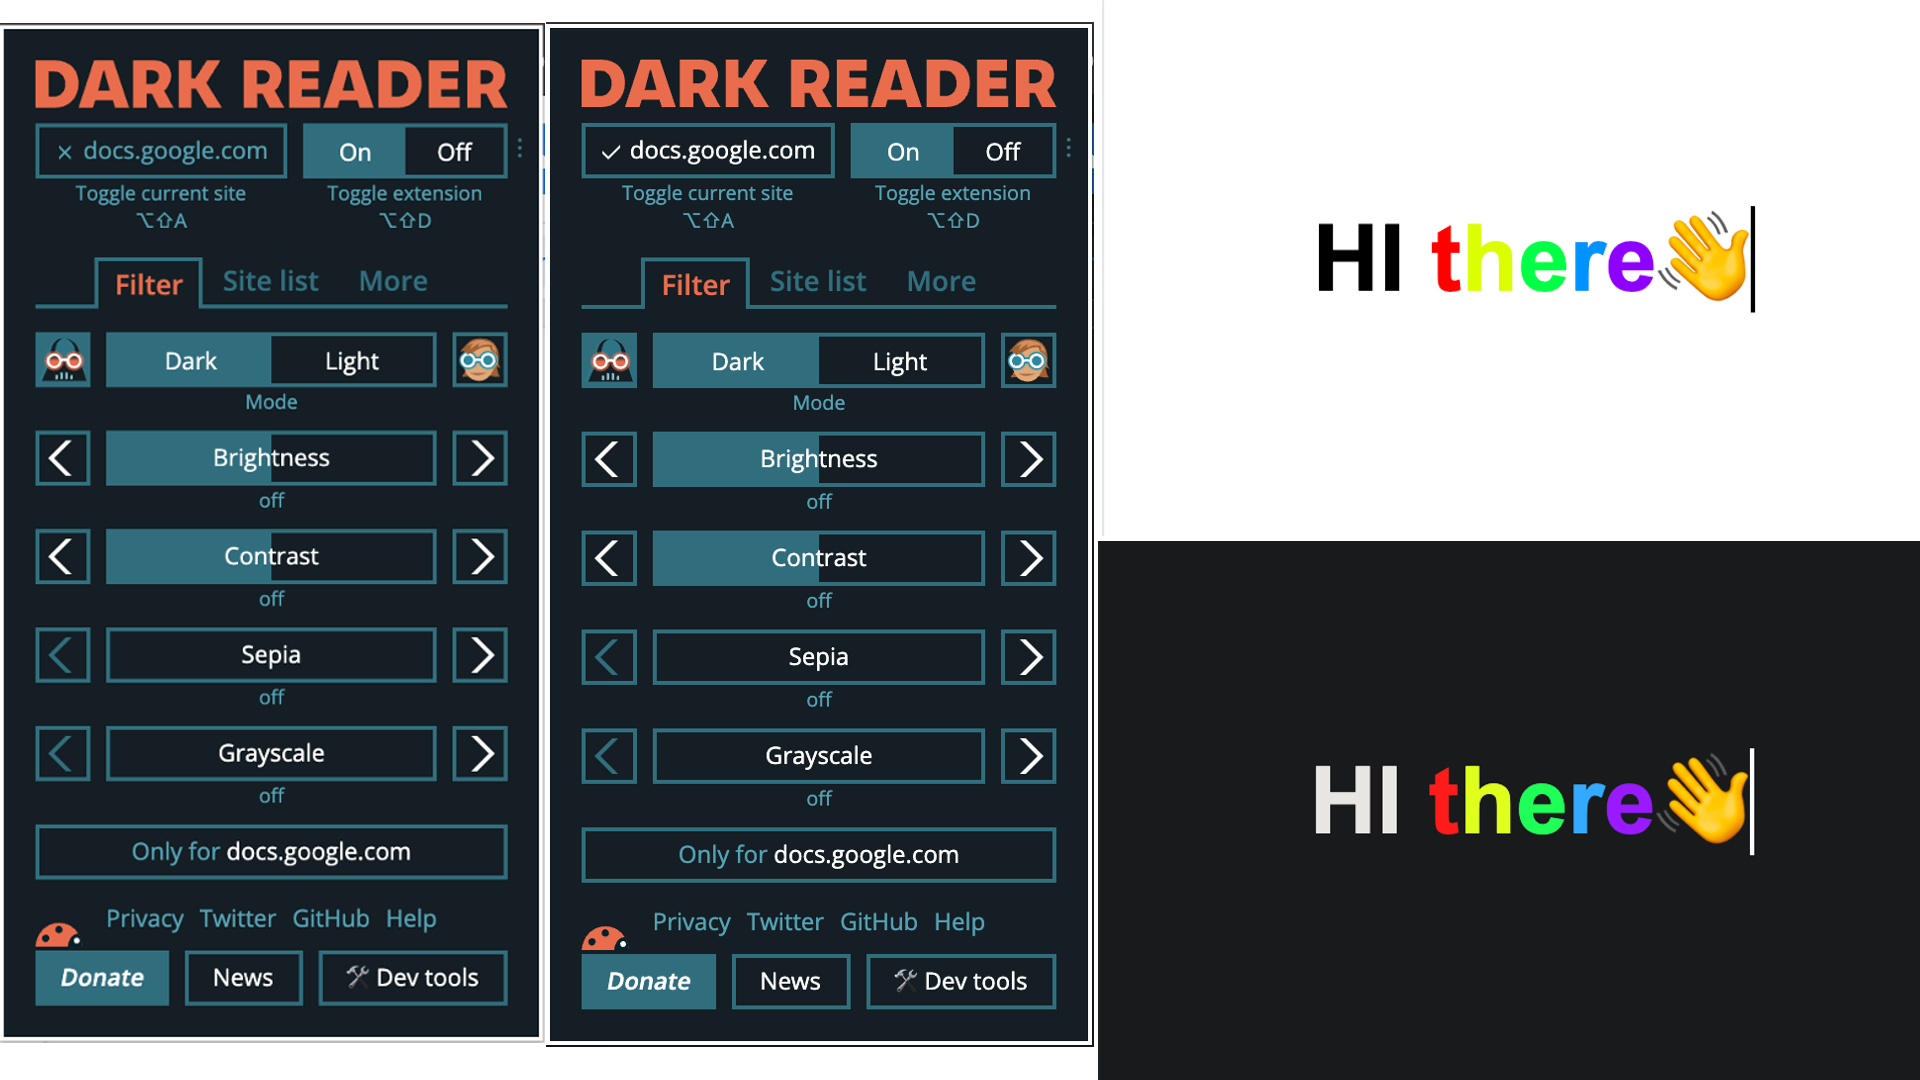 DARK READER
× docs.google.com On Off
Toggle current site Toggle extension
⌥⇧A ⌥⇧D
Filter Site list More
Dark Light
Mode
Brightness
off
Contrast
off
Sepia
off
Grayscale
off
Only for docs.google.com
Privacy Twitter GitHub Help
Donate News 🛠 Dev tools
DARK READER
✓ docs.google.com On Off
Toggle current site Toggle extension
⌥⇧A ⌥⇧D
Filter Site list More
Dark Light
Mode
Brightness
off
Contrast
off
Sepia
off
Grayscale
off
Only for docs.google.com
Privacy Twitter GitHub Help
Donate News 🛠 Dev tools
HI there👋
HI there👋